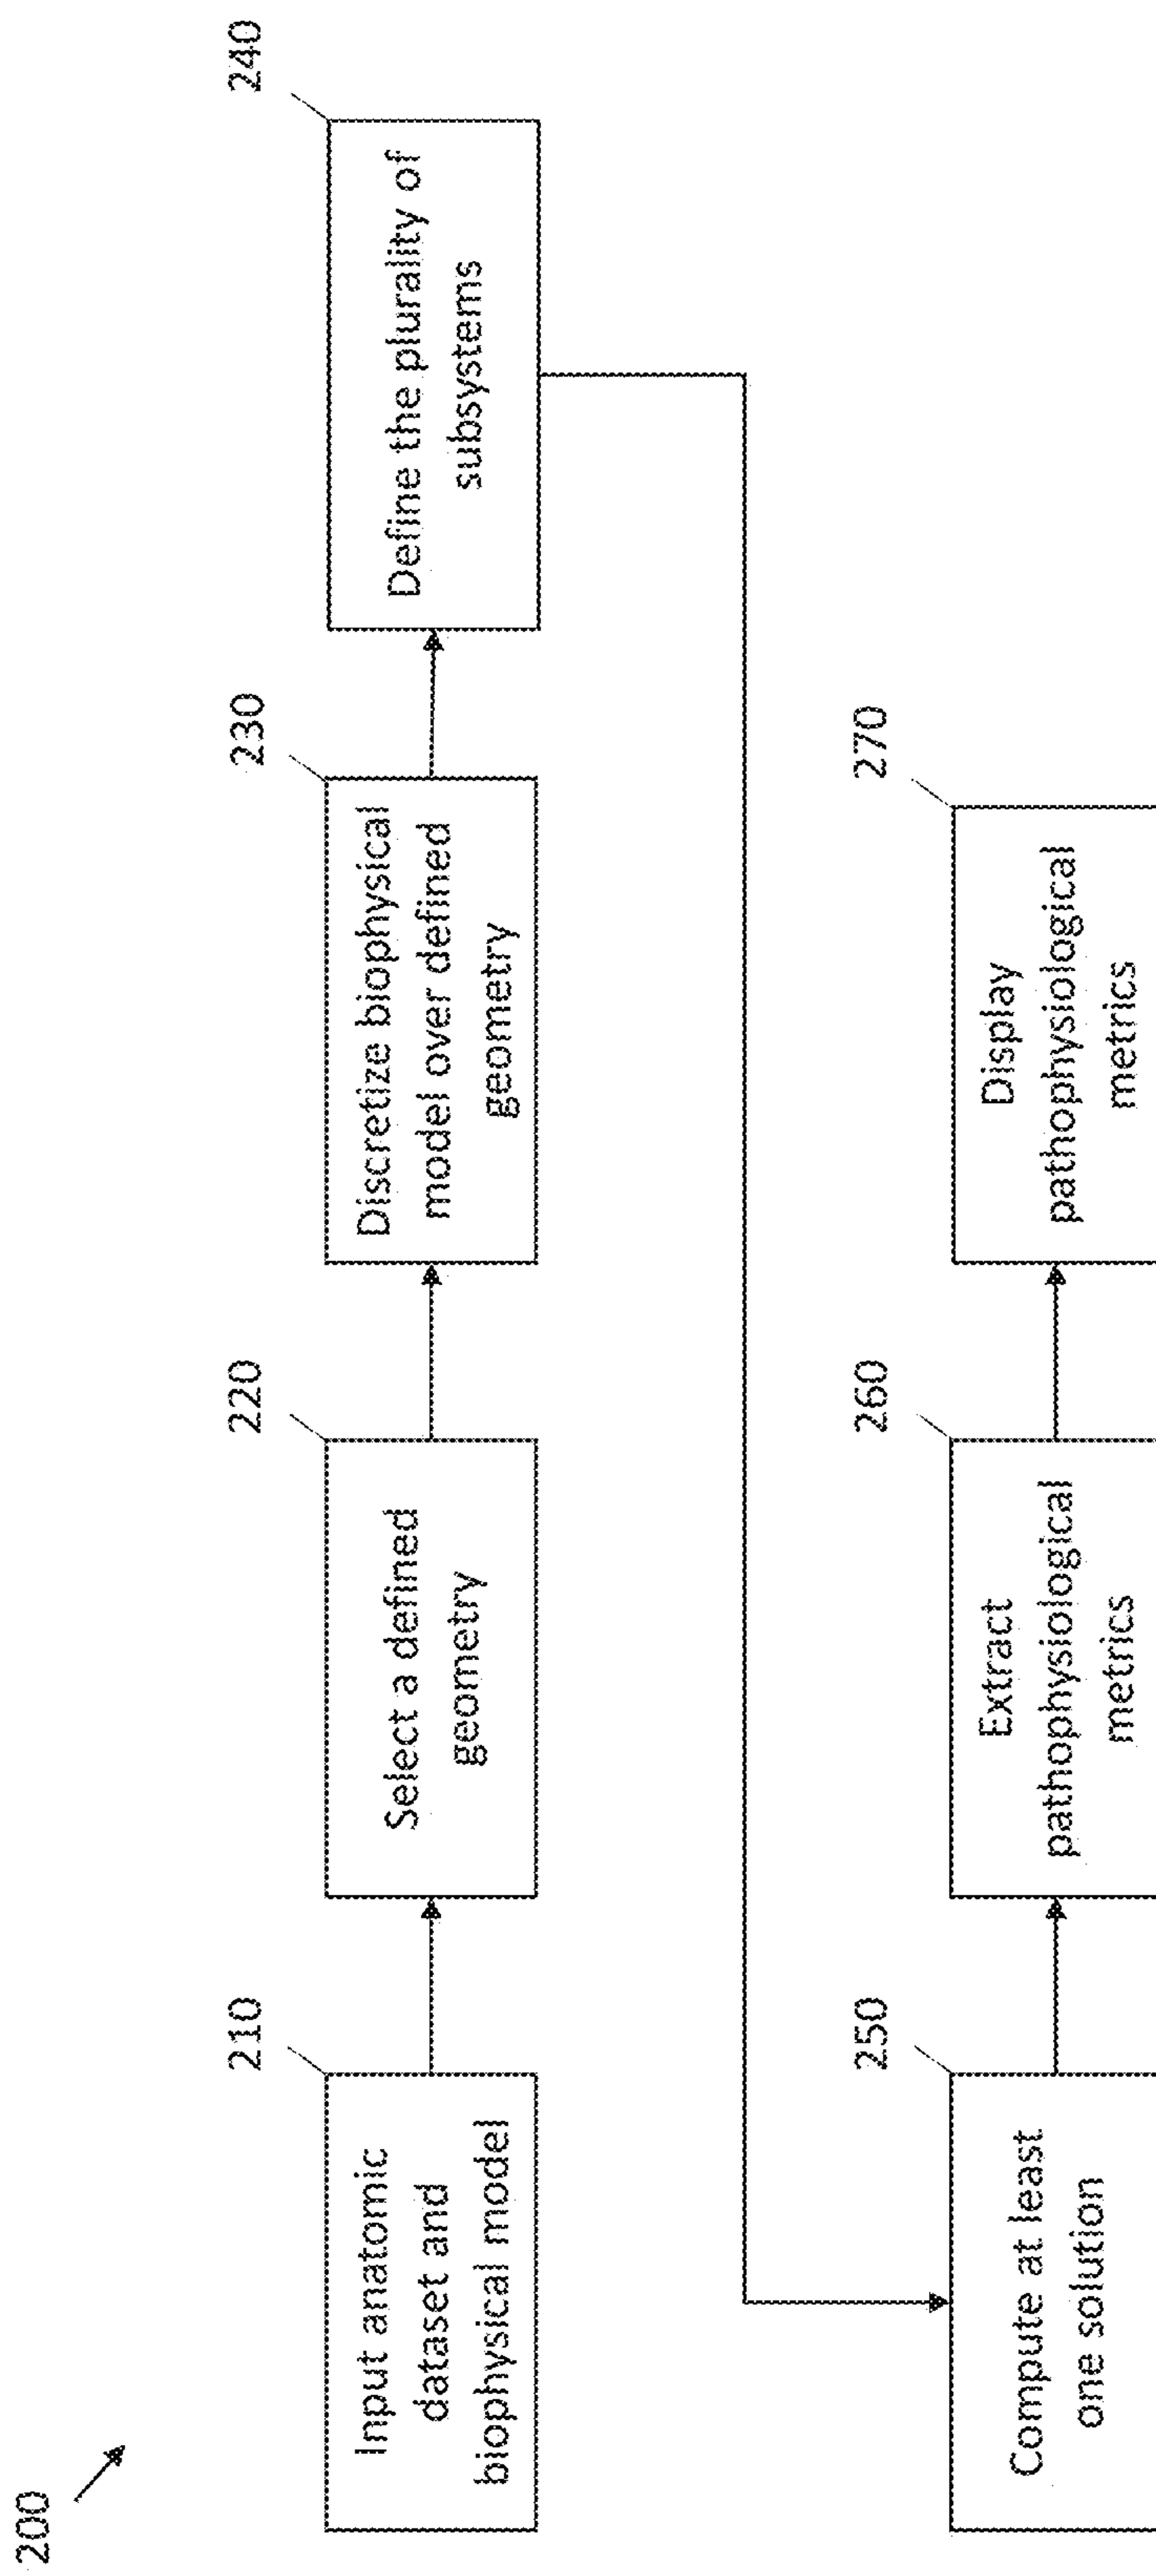 200
210
Input anatomic
dataset and
biophysical model
220
Select a defined
geometry
230
Discretize biophysical
model over defined
geometry
240
Define the plurality of
subsystems
250
Compute at least
one solution
260
Extract
pathophysiological
metrics
270
Display
pathophysiological
metrics